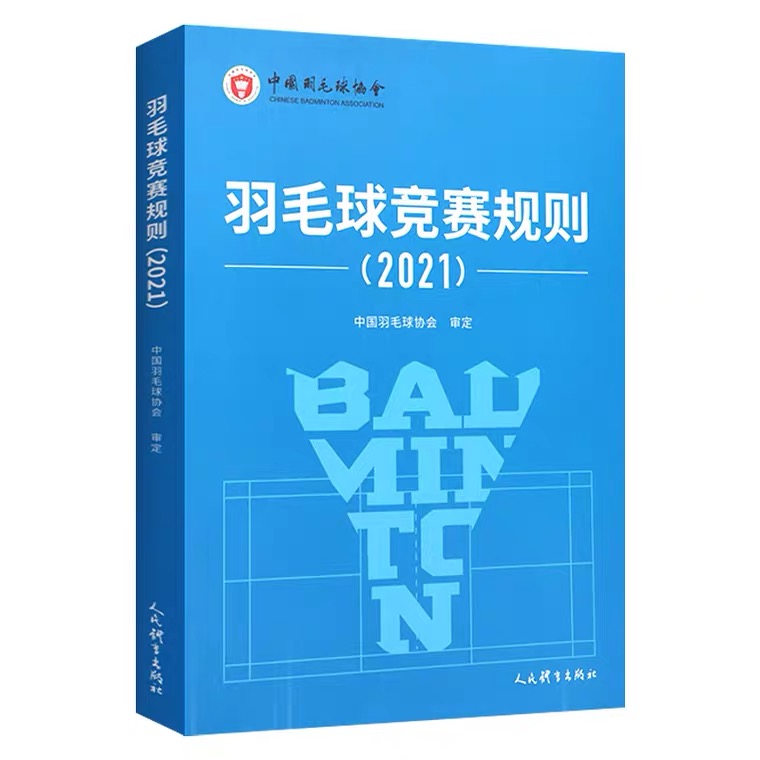 中国羽毛球協會
CHINESE BADMINTON ASSOCIATION
羽毛球竞赛规则
(2021)
中国羽毛球协会 审定
BAD
MIN
TO
N
人民体育出版社
羽毛球竞赛规则(2021)
中国羽毛球协会 审定
人民体育出版社